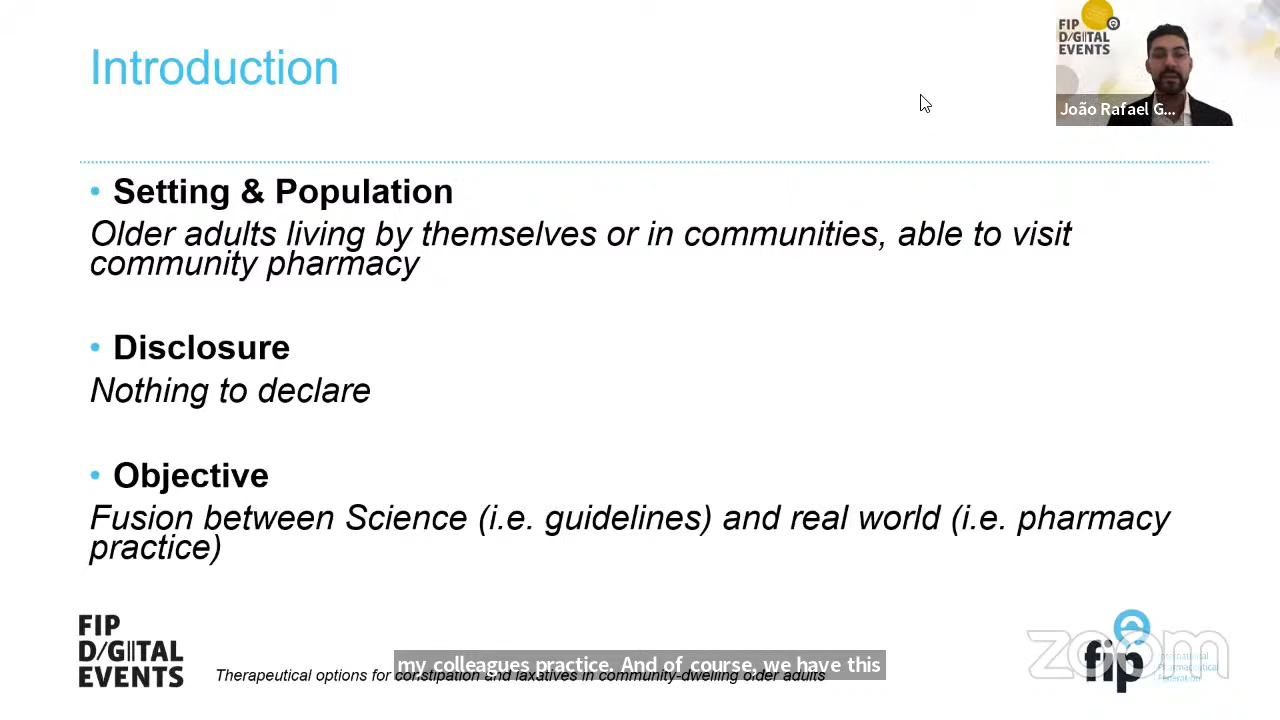 Introduction
FIP
D/G|TAL
EVENTS
João Rafael G...
• Setting & Population
Older adults living by themselves or in communities, able to visit
community pharmacy
• Disclosure
Nothing to declare
• Objective
Fusion between Science (i.e. guidelines) and real world (i.e. pharmacy
practice)
FIP
D/G|TAL
EVENTS
my colleagues practice. And of course, we have this
Therapeutical options for constipation and laxatives in community-dwelling older adults
fip
International
Pharmaceutical
Federation
zoom